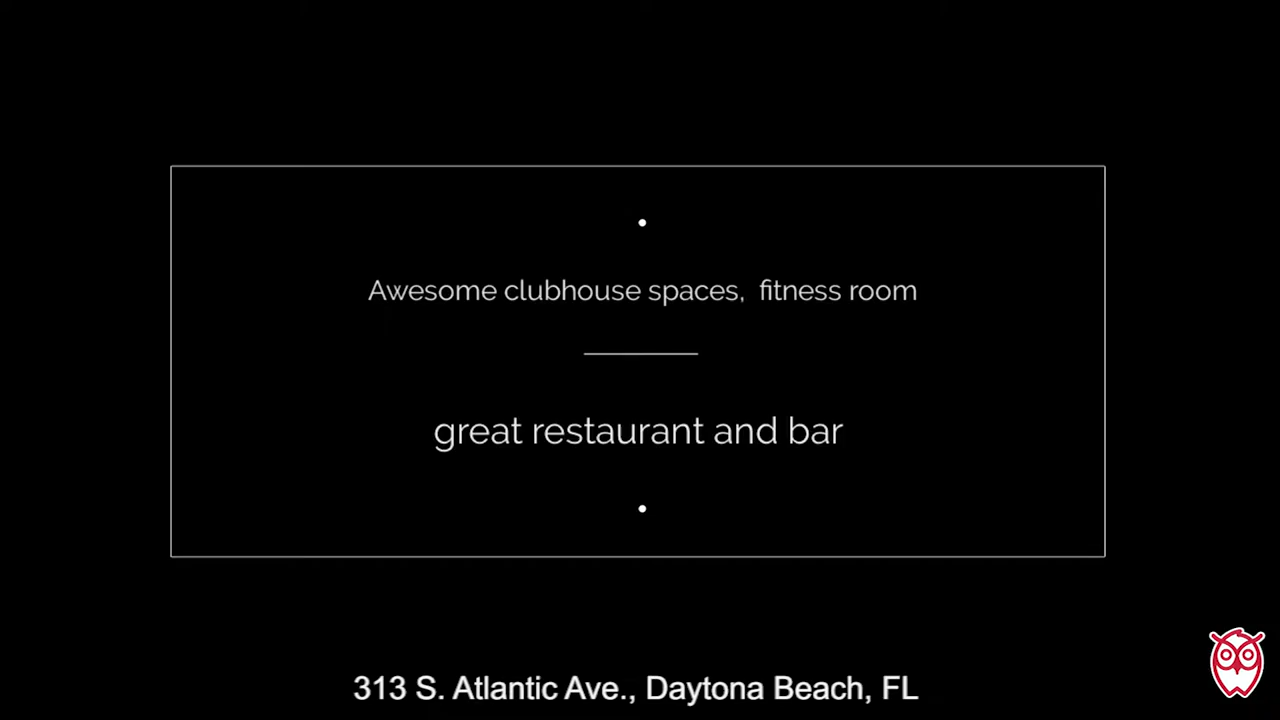 Awesome clubhouse spaces,  fitness room
great restaurant and bar
313 S. Atlantic Ave., Daytona Beach, FL